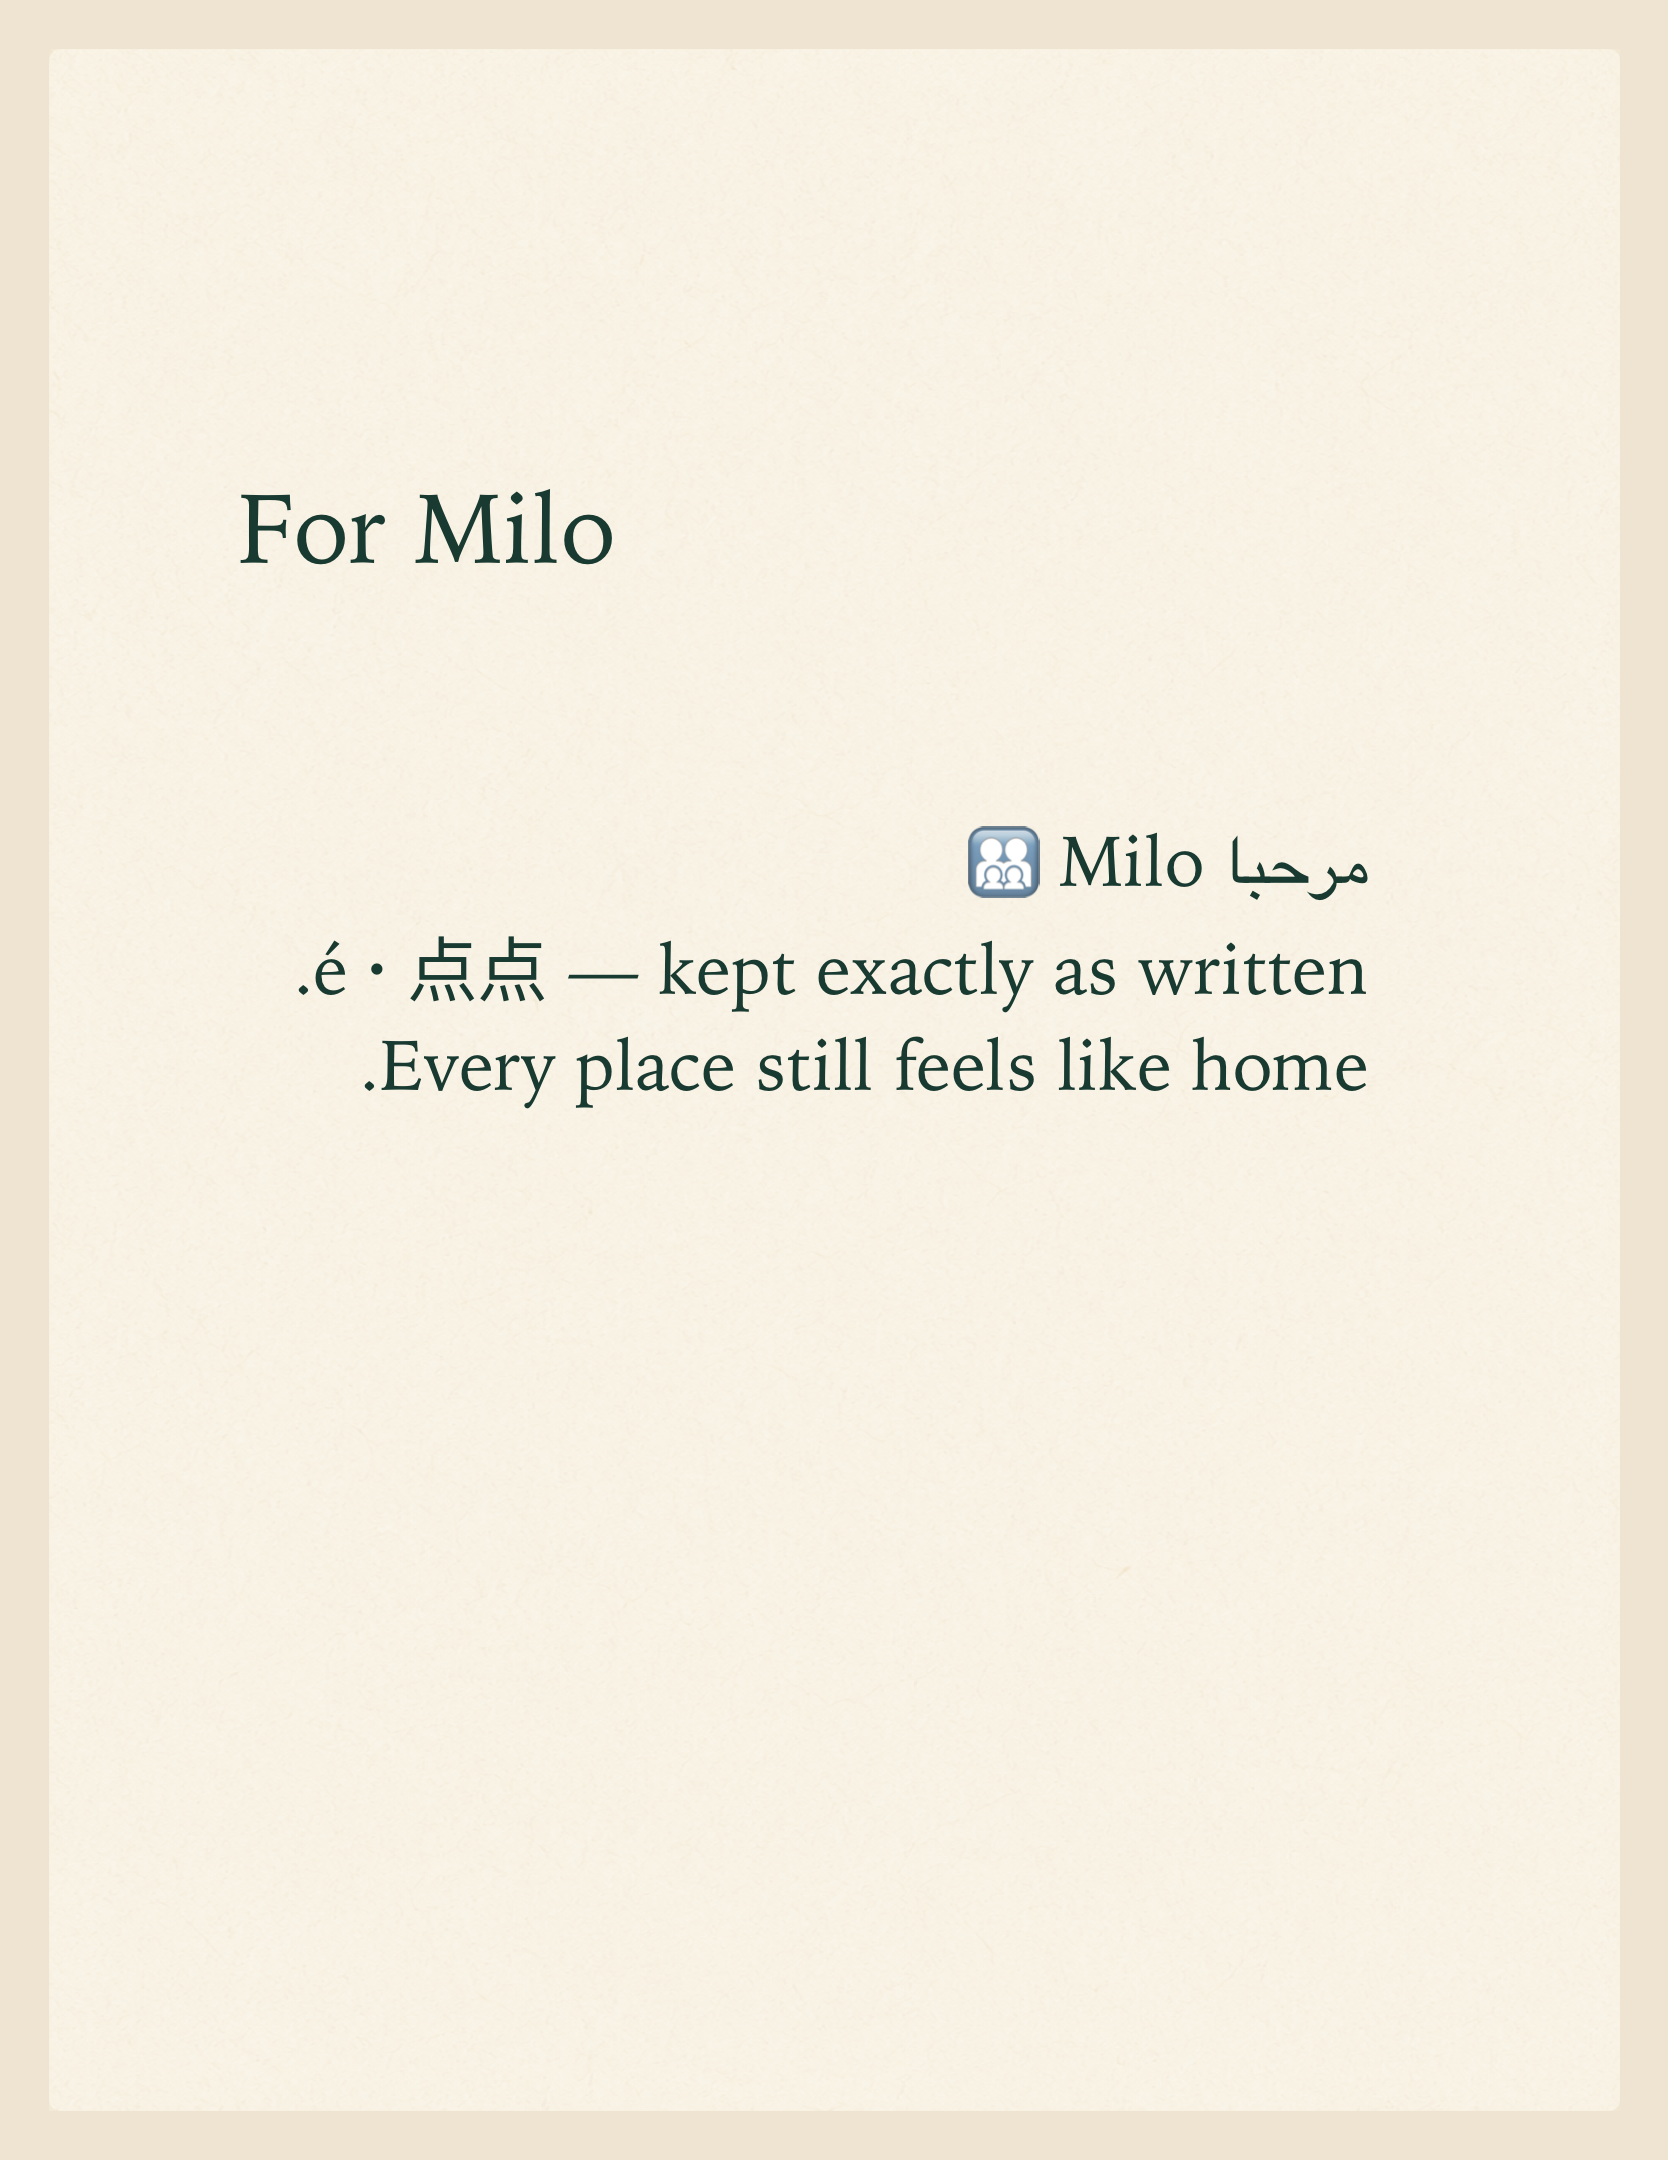 For Milo
مرحبا Milo 👨‍👩‍👧‍👦
é · 点点 — kept exactly as written.
Every place still feels like home.